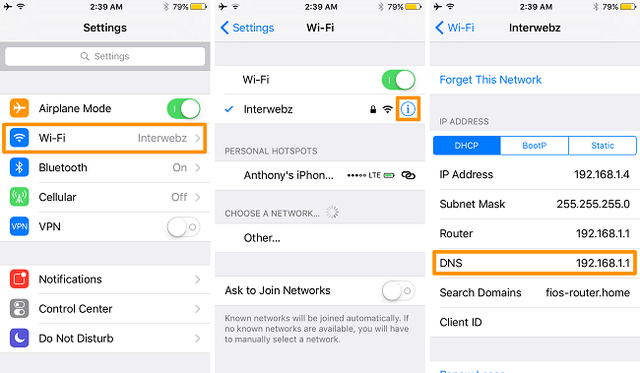 2:39 AM
79%
Settings
Settings
Airplane Mode
Wi-Fi Interwebz
Bluetooth On
Cellular Off
VPN VPN
Notifications
Control Center
Do Not Disturb
2:39 AM
79%
Settings Wi-Fi
Wi-Fi
Interwebz
PERSONAL HOTSPOTS
Anthony's iPhon... LTE
CHOOSE A NETWORK...
Other...
Ask to Join Networks
Known networks will be joined automatically. If
no known networks are available, you will have
to manually select a network.
2:39 AM
79%
Wi-Fi Interwebz
Forget This Network
IP ADDRESS
DHCP BootP Static
IP Address 192.168.1.4
Subnet Mask 255.255.255.0
Router 192.168.1.1
DNS 192.168.1.1
Search Domains fios-router.home
Client ID